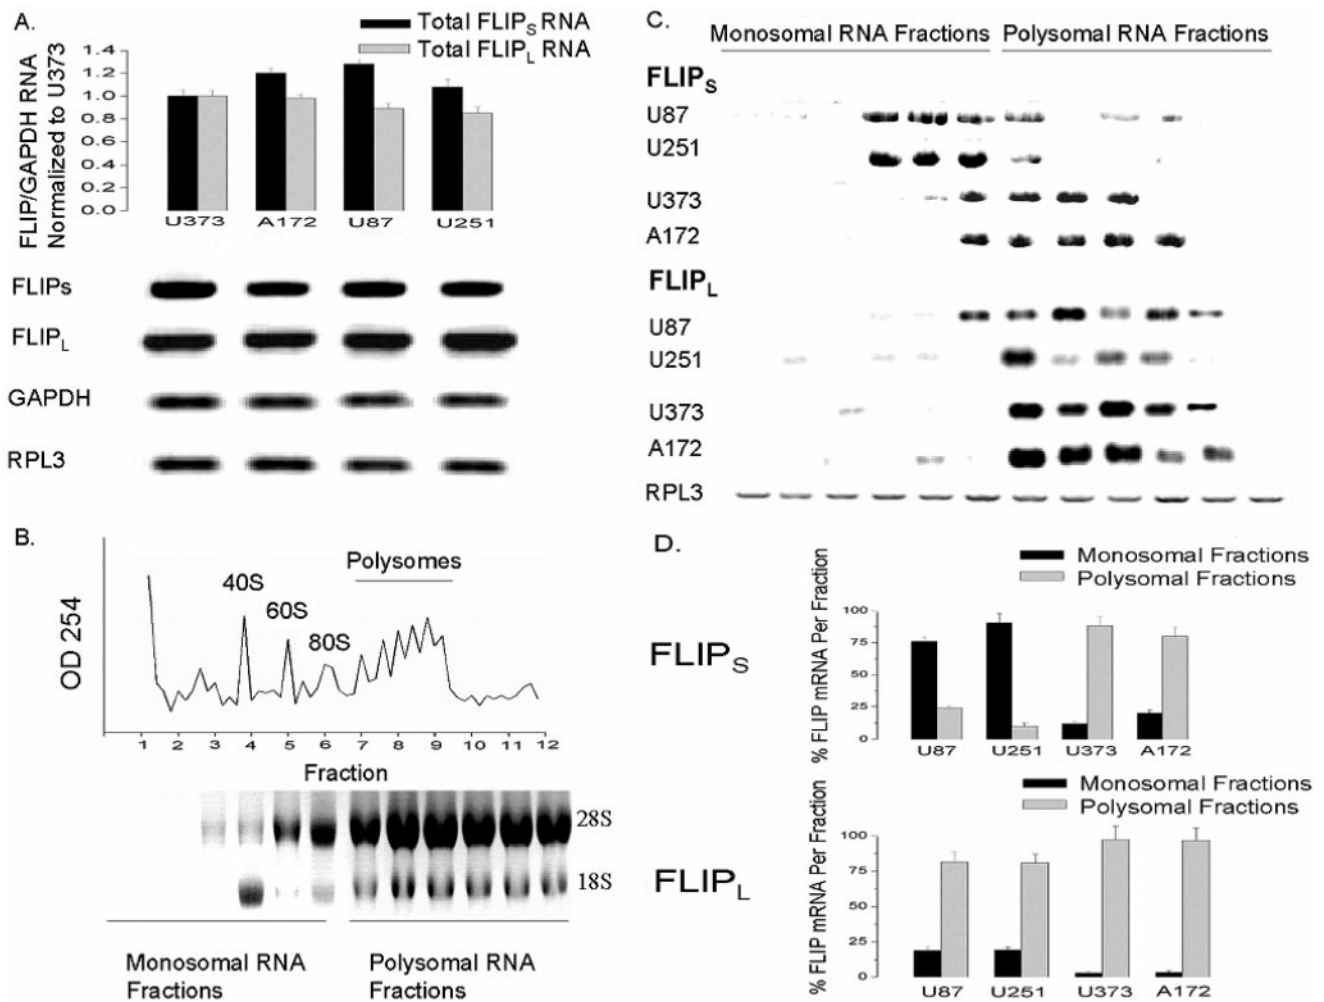 A.
Total FLIPS RNA
Total FLIPL RNA
FLIP/GAPDH RNA
Normalized to U373
1.4
1.2
1.0
0.8
0.6
0.4
0.2
0.0
U373 A172 U87 U251
FLIPs
FLIPL
GAPDH
RPL3
B.
OD 254
40S
60S
80S
Polysomes
1 2 3 4 5 6 7 8 9 10 11 12
Fraction
28S
18S
Monosomal RNA
Fractions
Polysomal RNA
Fractions
C.
Monosomal RNA Fractions
Polysomal RNA Fractions
FLIPS
U87
U251
U373
A172
FLIPL
U87
U251
U373
A172
RPL3
D.
Monosomal Fractions
Polysomal Fractions
FLIPS
% FLIP mRNA Per Fraction
100
75
50
25
0
U87 U251 U373 A172
Monosomal Fractions
Polysomal Fractions
FLIPL
% FLIP mRNA Per Fraction
100
75
50
25
0
U87 U251 U373 A172